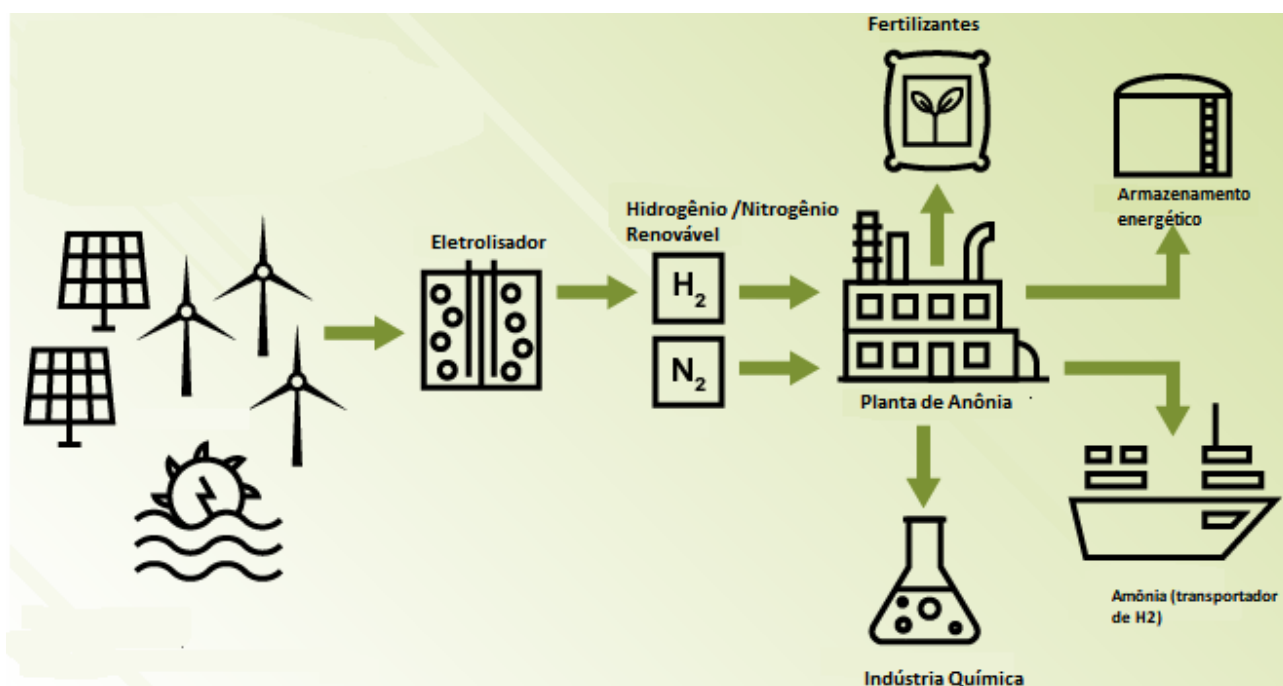 Fertilizantes
Armazenamento
energético
Hidrogênio /Nitrogênio
Renovável
Eletrolisador
H2
N2
Planta de Anônia
Amônia (transportador
de H2)
Indústria Química